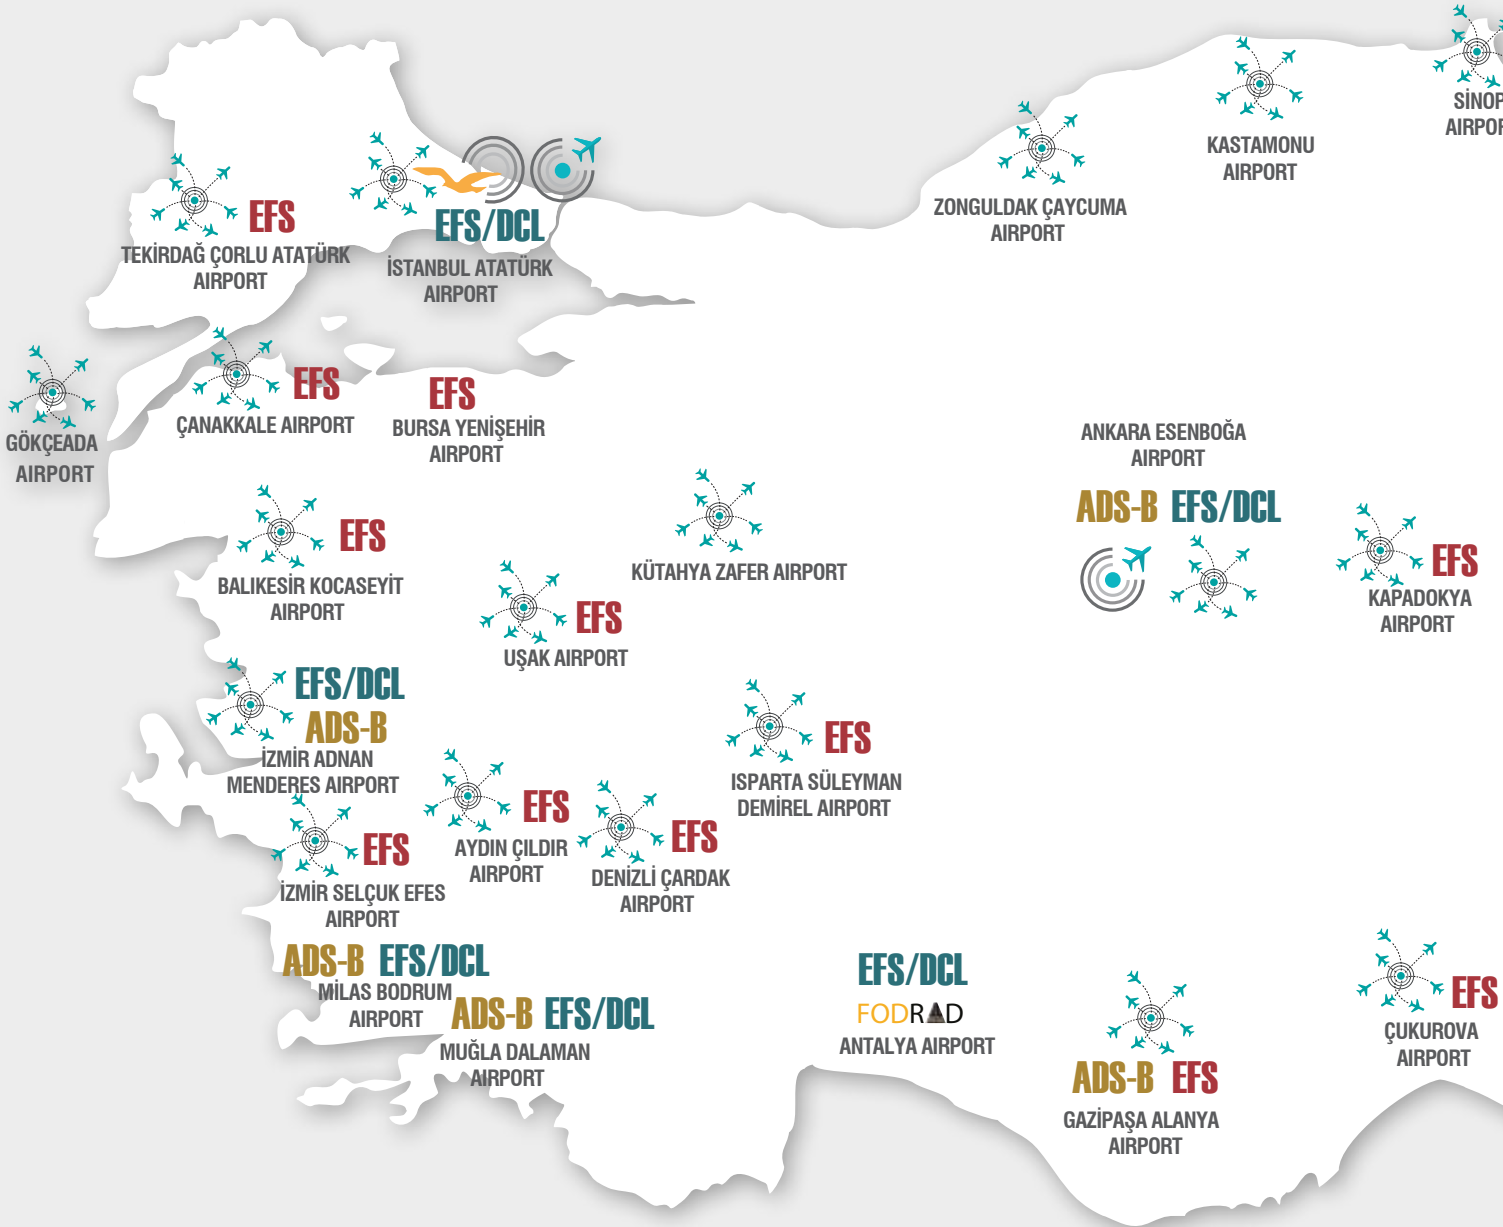 SİNOP
KASTAMONU
AIRPORT
ZONGULDAK ÇAYCUMA
AIRPORT
EFS
TEKİRDAĞ ÇORLU ATATÜRK
AIRPORT
EFS/DCL
İSTANBUL ATATÜRK
AIRPORT
GÖKÇEADA
AIRPORT
EFS
ÇANAKKALE AIRPORT
EFS
BURSA YENİŞEHİR
AIRPORT
ANKARA ESENBOĞA
AIRPORT
ADS-B EFS/DCL
EFS
BALIKESİR KOCASEYİT
AIRPORT
KÜTAHYA ZAFER AIRPORT
EFS
KAPADOKYA
AIRPORT
EFS
UŞAK AIRPORT
EFS/DCL
ADS-B
İZMİR ADNAN
MENDERES AIRPORT
EFS
ISPARTA SÜLEYMAN
DEMIREL AIRPORT
EFS
AYDIN ÇILDIR
AIRPORT
EFS
DENİZLİ ÇARDAK
AIRPORT
EFS
İZMİR SELÇUK EFES
AIRPORT
ADS-B EFS/DCL
MİLAS BODRUM
AIRPORT
ADS-B EFS/DCL
MUĞLA DALAMAN
AIRPORT
EFS/DCL
FODRAD
ANTALYA AIRPORT
ADS-B EFS
GAZİPAŞA ALANYA
AIRPORT
EFS
ÇUKUROVA
AIRPORT